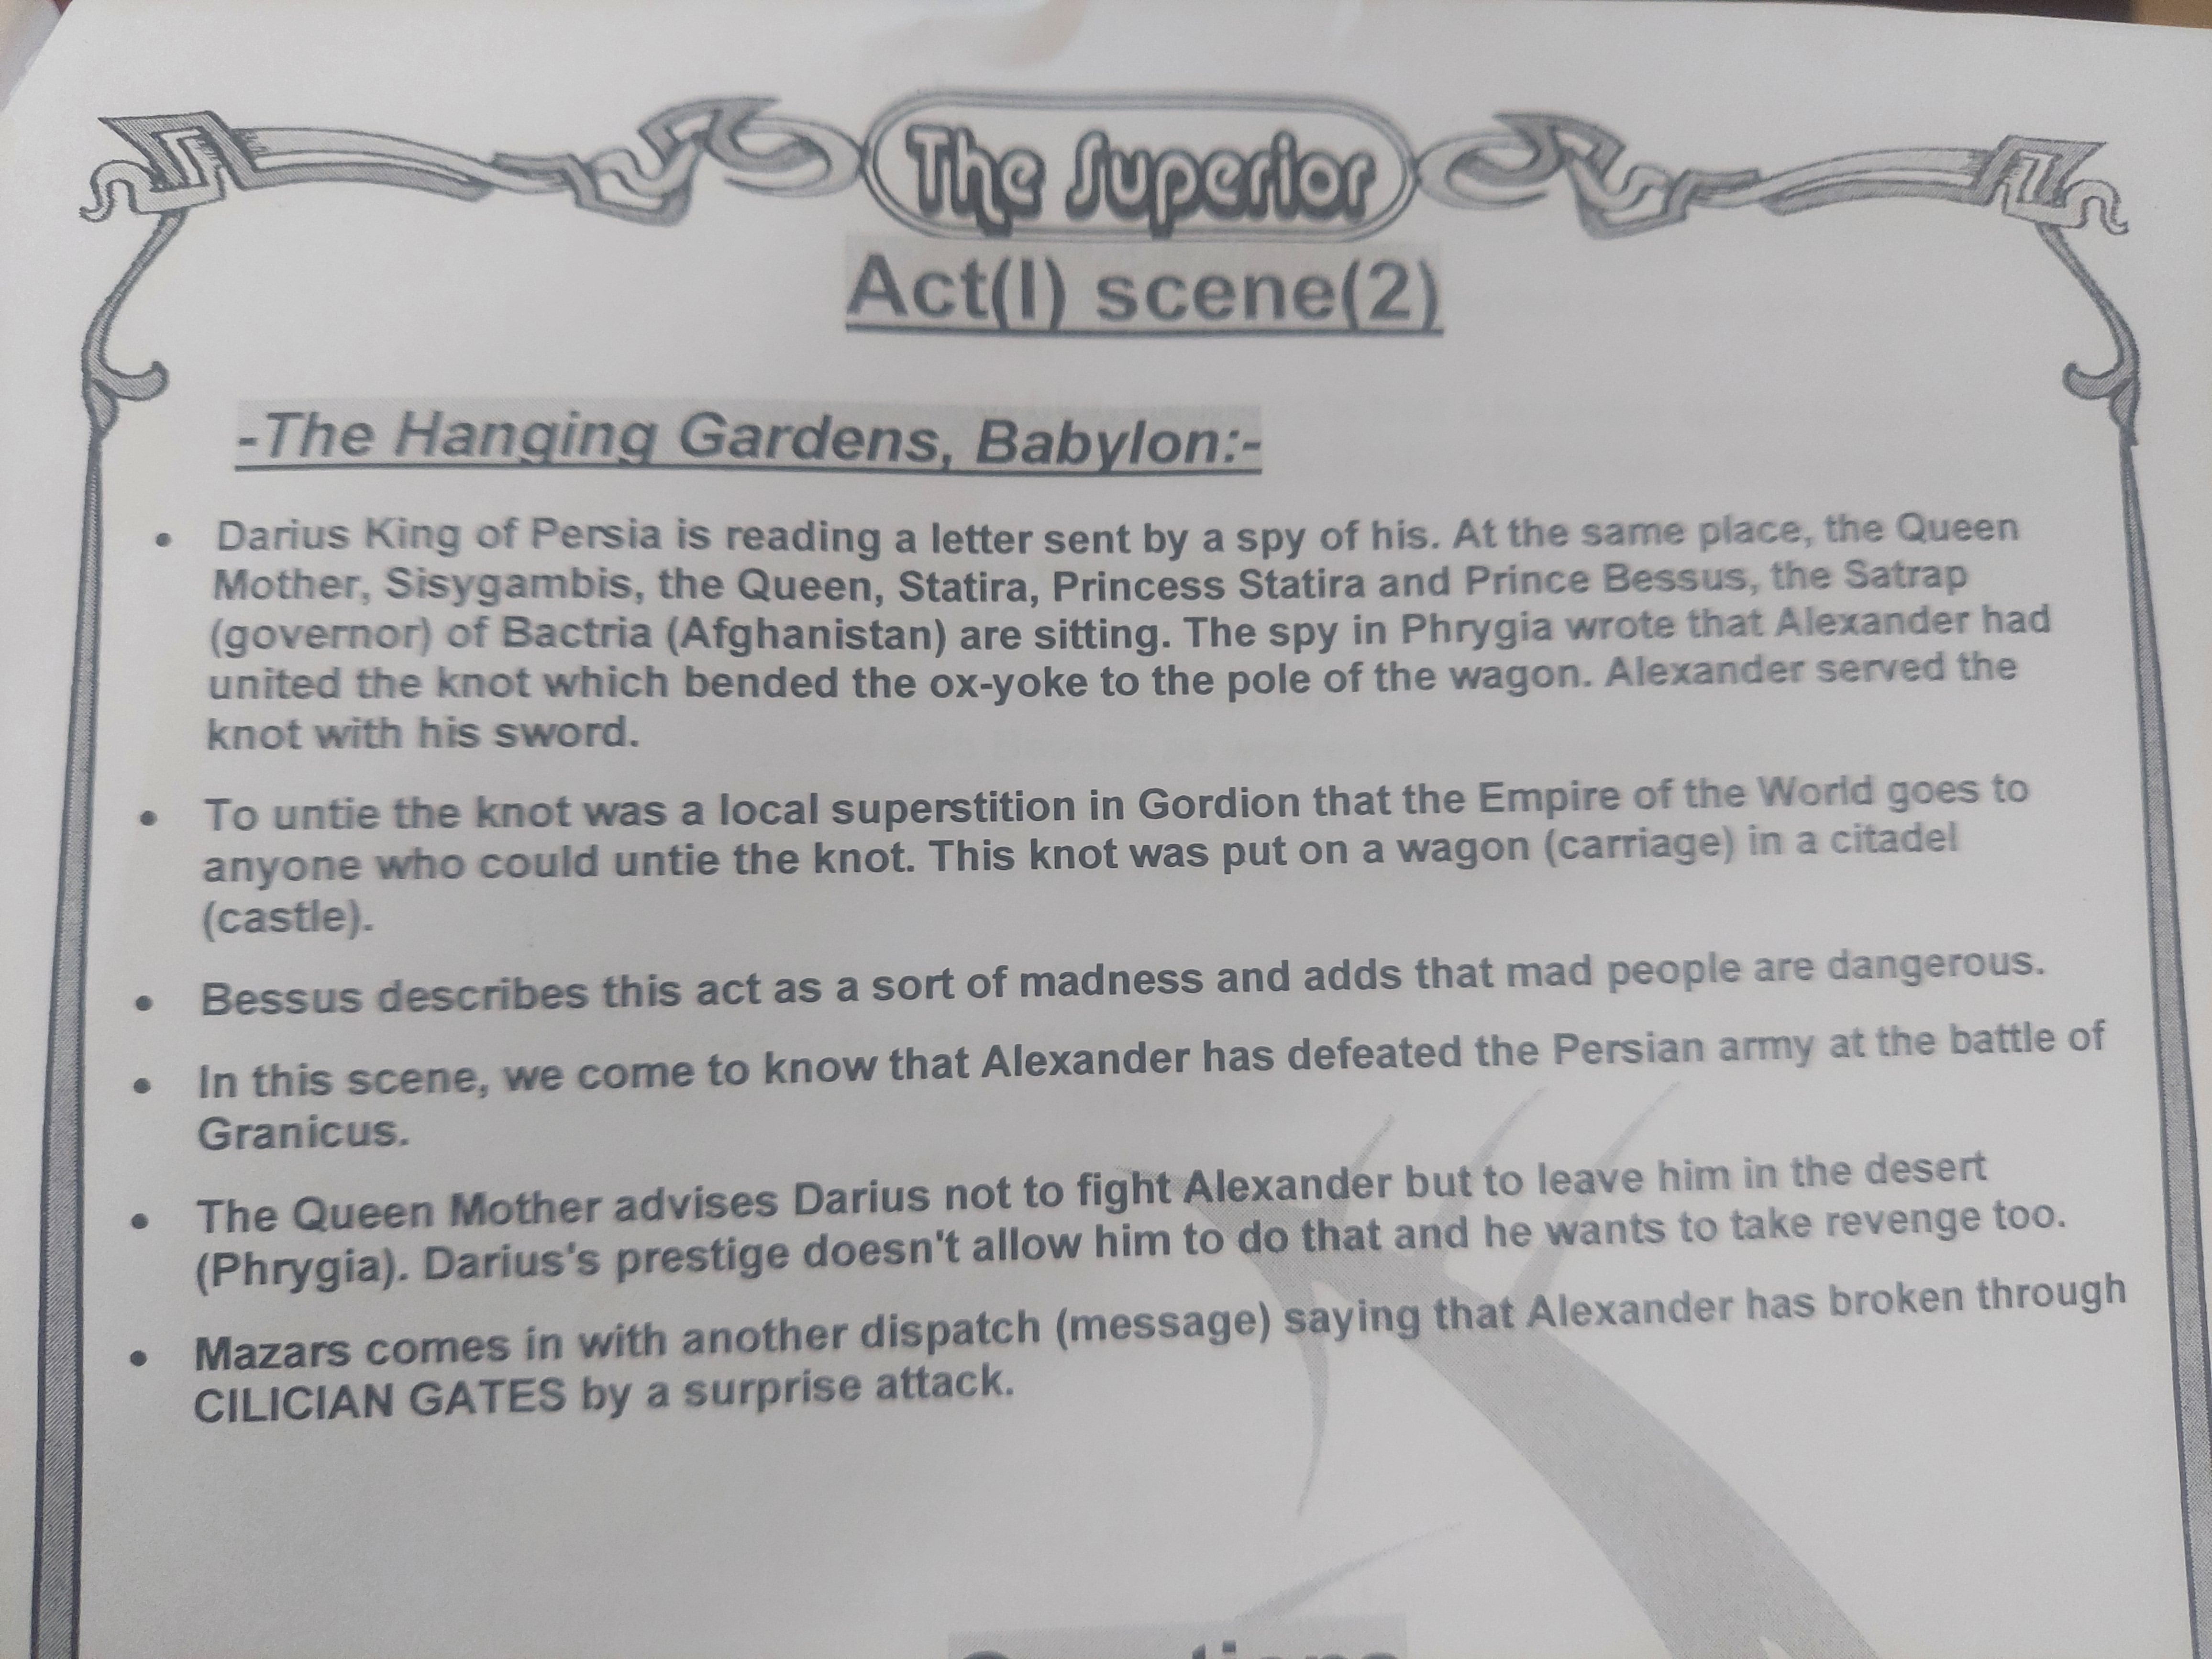 The Superior
Act(I) scene(2)
-The Hanging Gardens, Babylon:-
• Darius King of Persia is reading a letter sent by a spy of his. At the same place, the Queen
Mother, Sisygambis, the Queen, Statira, Princess Statira and Prince Bessus, the Satrap
(governor) of Bactria (Afghanistan) are sitting. The spy in Phrygia wrote that Alexander had
united the knot which bended the ox-yoke to the pole of the wagon. Alexander served the
knot with his sword.
• To untie the knot was a local superstition in Gordion that the Empire of the World goes to
anyone who could untie the knot. This knot was put on a wagon (carriage) in a citadel
(castle).
• Bessus describes this act as a sort of madness and adds that mad people are dangerous.
• In this scene, we come to know that Alexander has defeated the Persian army at the battle of
Granicus.
• The Queen Mother advises Darius not to fight Alexander but to leave him in the desert
(Phrygia). Darius's prestige doesn't allow him to do that and he wants to take revenge too.
• Mazars comes in with another dispatch (message) saying that Alexander has broken through
CILICIAN GATES by a surprise attack.